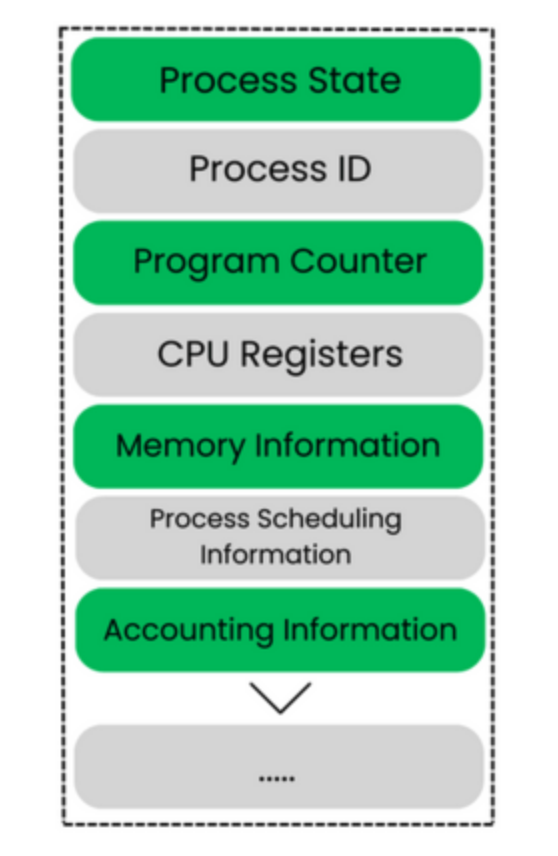 Process State
Process ID
Program Counter
CPU Registers
Memory Information
Process Scheduling
Information
Accounting Information
.....